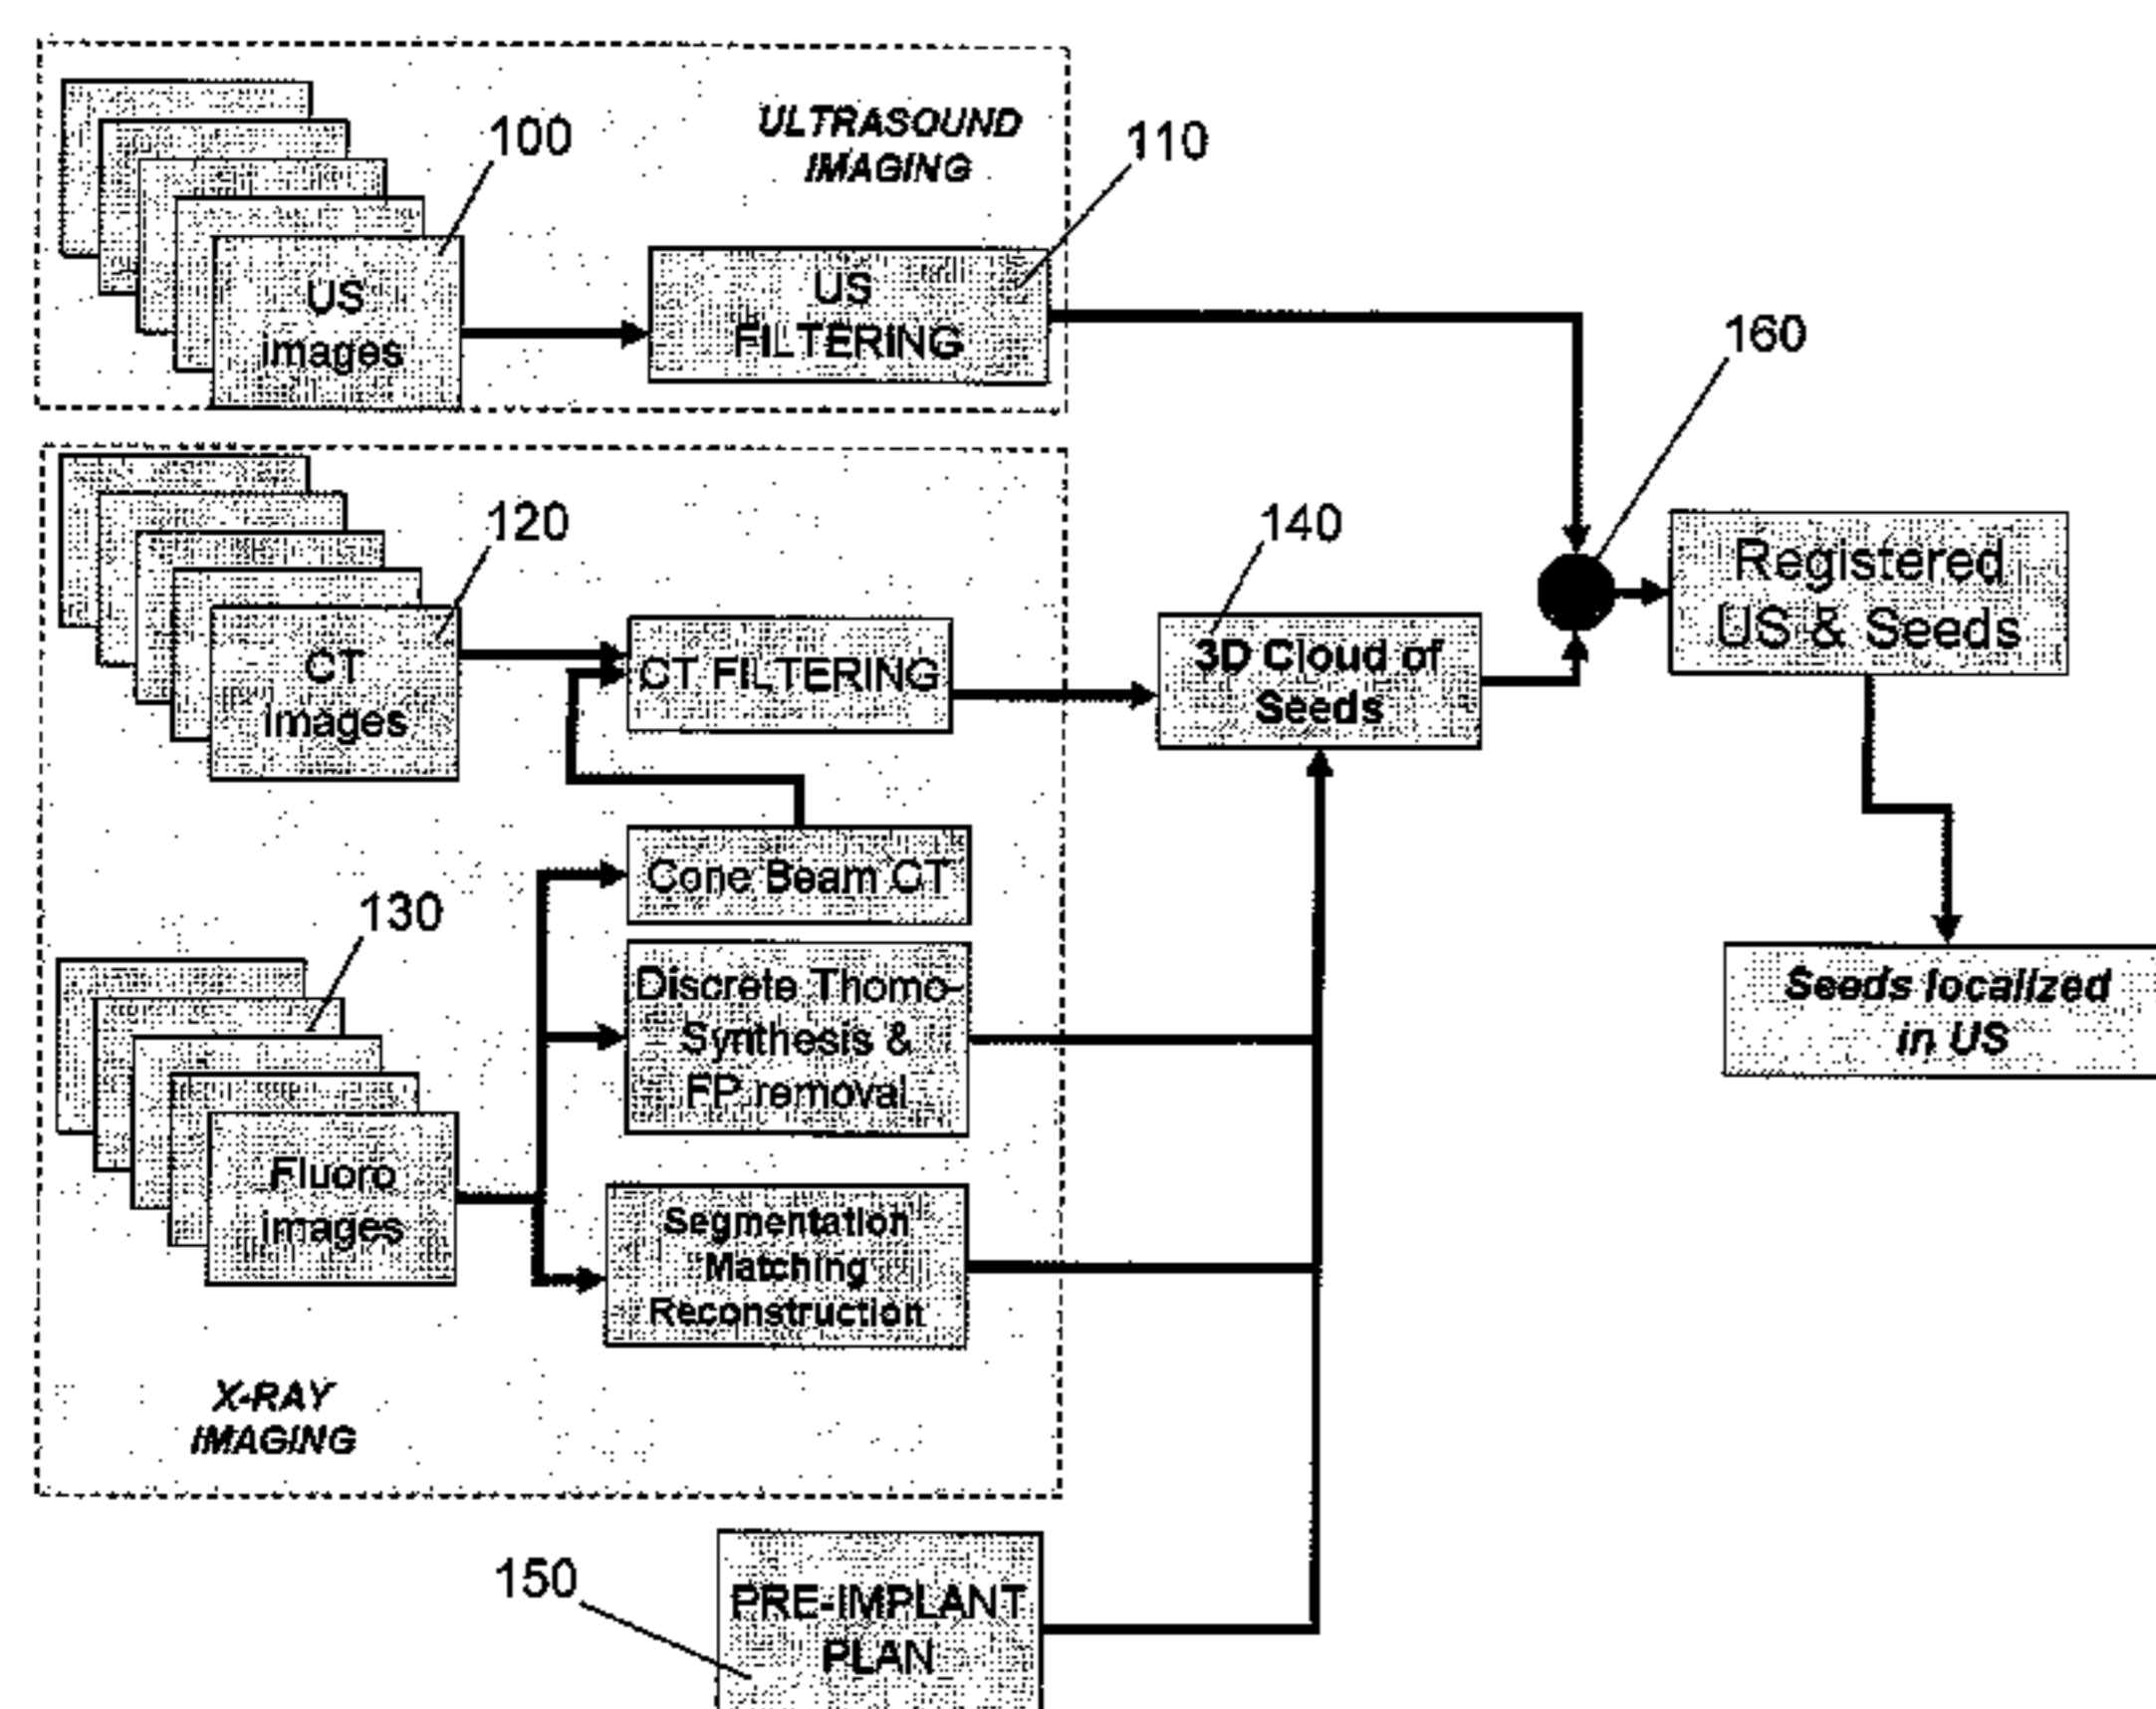 ULTRASOUND
IMAGING
100
110
US
images
US
FILTERING
160
120
140
CT
images
CT FILTERING
3D Cloud of
Seeds
Registered
US & Seeds
Cone Beam CT
130
Discrete Thomo-
Synthesis &
FP removal
Seeds localized
in US
Fluoro
images
Segmentation
Matching
Reconstruction
X-RAY
IMAGING
150
PRE-IMPLANT
PLAN